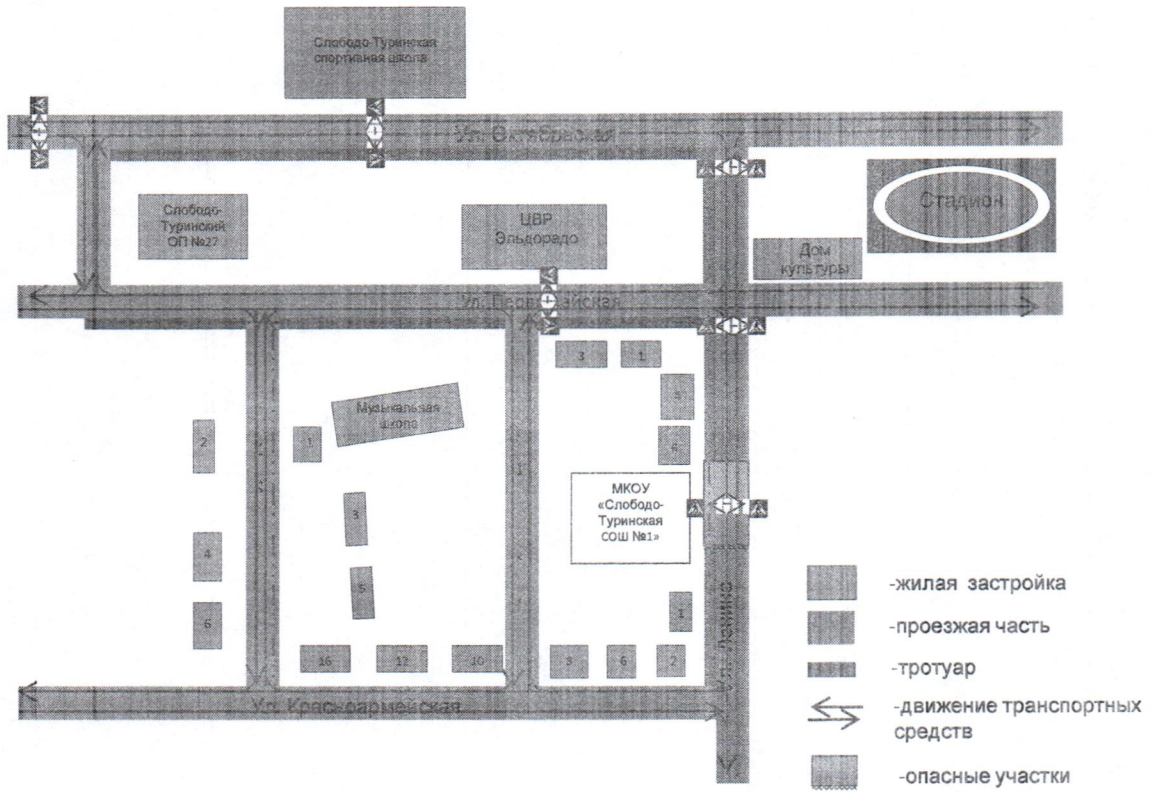 Слободо-Туринская
спортивная школа
Ул. Октябрьская
Слободо-
Туринский
ОП №27
ЦВР
Эльдорадо
Стадион
Дом
культуры
Ул. Первомайская
3
1
Музыкальная
школа
2
1
6
МКОУ
«Слободо-
Туринская
СОШ №1»
3
4
5
6
1
16
12
10
6
2
Ул. Ленина
Ул. Красноармейская
-жилая застройка
-проезжая часть
-тротуар
-движение транспортных
средств
-опасные участки